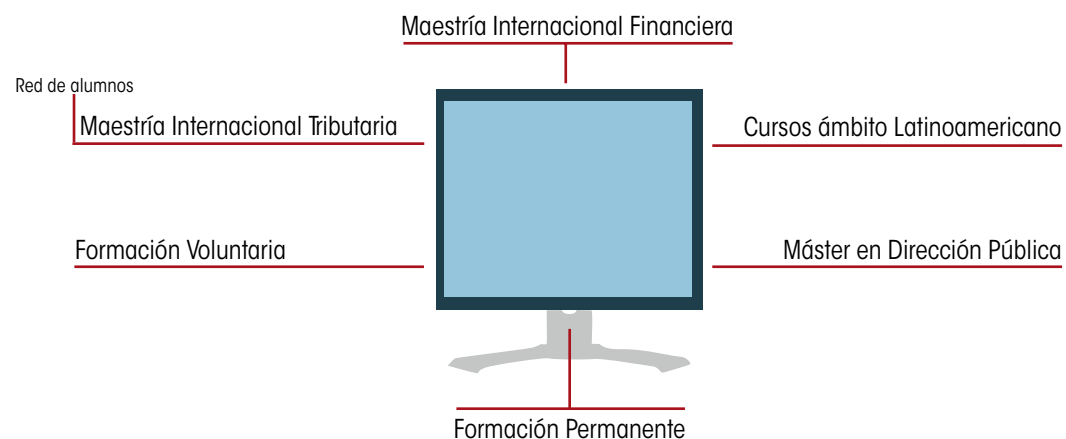 Maestría Internacional Financiera
Red de alumnos
Maestría Internacional Tributaria
Cursos ámbito Latinoamericano
Formación Voluntaria
Máster en Dirección Pública
Formación Permanente